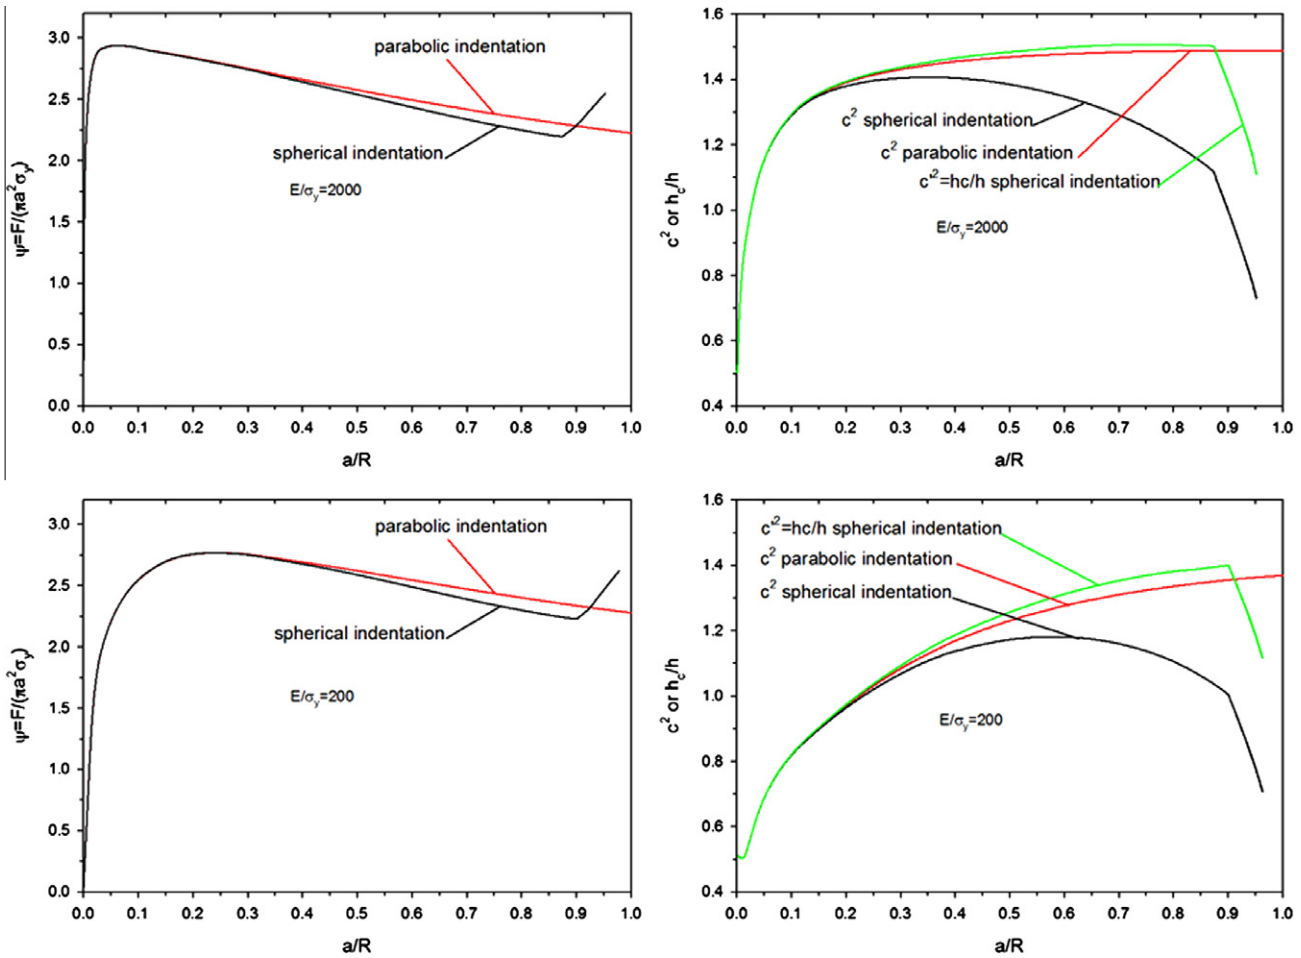 3.0
2.5
2.0
1.5
1.0
0.5
0.0
ψ=F/(πa²σy)
parabolic indentation
spherical indentation
E/σy=2000
0.0 0.1 0.2 0.3 0.4 0.5 0.6 0.7 0.8 0.9 1.0
a/R
1.6
1.4
1.2
1.0
0.8
0.6
0.4
c² or hc/h
c² spherical indentation
c² parabolic indentation
c'²=hc/h spherical indentation
E/σy=2000
0.0 0.1 0.2 0.3 0.4 0.5 0.6 0.7 0.8 0.9 1.0
a/R
3.0
2.5
2.0
1.5
1.0
0.5
0.0
ψ=F/(πa²σy)
parabolic indentation
spherical indentation
E/σy=200
0.0 0.1 0.2 0.3 0.4 0.5 0.6 0.7 0.8 0.9 1.0
a/R
1.6
1.4
1.2
1.0
0.8
0.6
0.4
c² or hc/h
c'²=hc/h spherical indentation
c² parabolic indentation
c² spherical indentation
E/σy=200
0.0 0.1 0.2 0.3 0.4 0.5 0.6 0.7 0.8 0.9 1.0
a/R